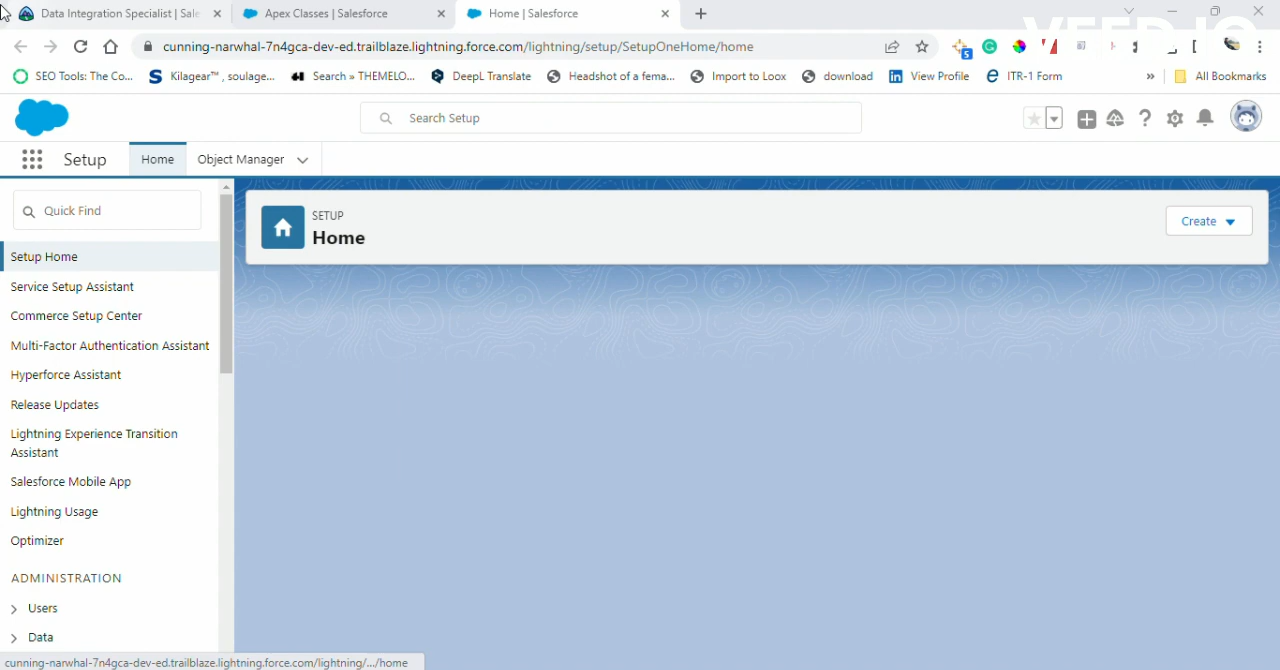 Data Integration Specialist | Sale
Apex Classes | Salesforce
Home | Salesforce
VEED.IO
cunning-narwhal-7n4gca-dev-ed.trailblaze.lightning.force.com/lightning/setup/SetupOneHome/home
5
SEO Tools: The Co...
Kilagear™ , soulage...
Search » THEMELO...
DeepL Translate
Headshot of a fema...
Import to Loox
download
View Profile
ITR-1 Form
»
All Bookmarks
Search Setup
Setup
Home
Object Manager
Quick Find
SETUP
Home
Create
Setup Home
Service Setup Assistant
Commerce Setup Center
Multi-Factor Authentication Assistant
Hyperforce Assistant
Release Updates
Lightning Experience Transition
Assistant
Salesforce Mobile App
Lightning Usage
Optimizer
ADMINISTRATION
Users
Data
cunning-narwhal-7n4gca-dev-ed.trailblaze.lightning.force.com/lightning/.../home